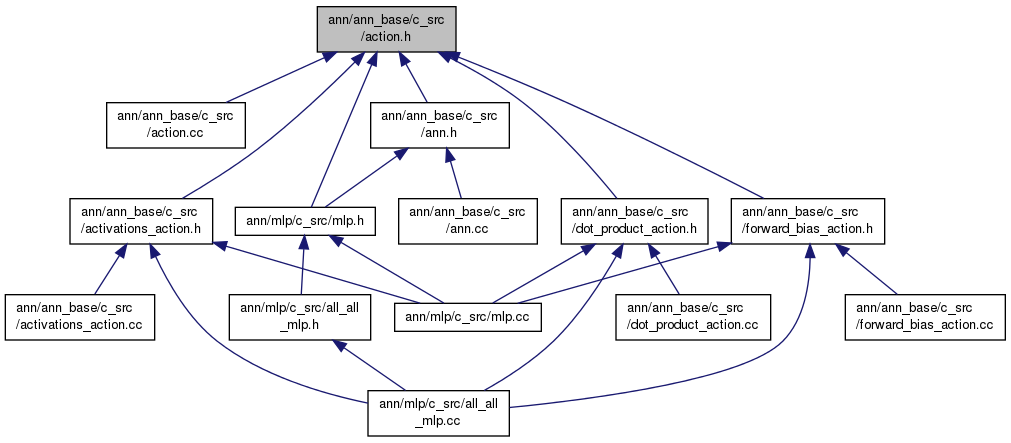 ann/ann_base/c_src
/action.h
ann/ann_base/c_src
/action.cc
ann/ann_base/c_src
/ann.h
ann/ann_base/c_src
/activations_action.h
ann/mlp/c_src/mlp.h
ann/ann_base/c_src
/ann.cc
ann/ann_base/c_src
/dot_product_action.h
ann/ann_base/c_src
/forward_bias_action.h
ann/ann_base/c_src
/activations_action.cc
ann/mlp/c_src/all_all
_mlp.h
ann/mlp/c_src/mlp.cc
ann/ann_base/c_src
/dot_product_action.cc
ann/ann_base/c_src
/forward_bias_action.cc
ann/mlp/c_src/all_all
_mlp.cc